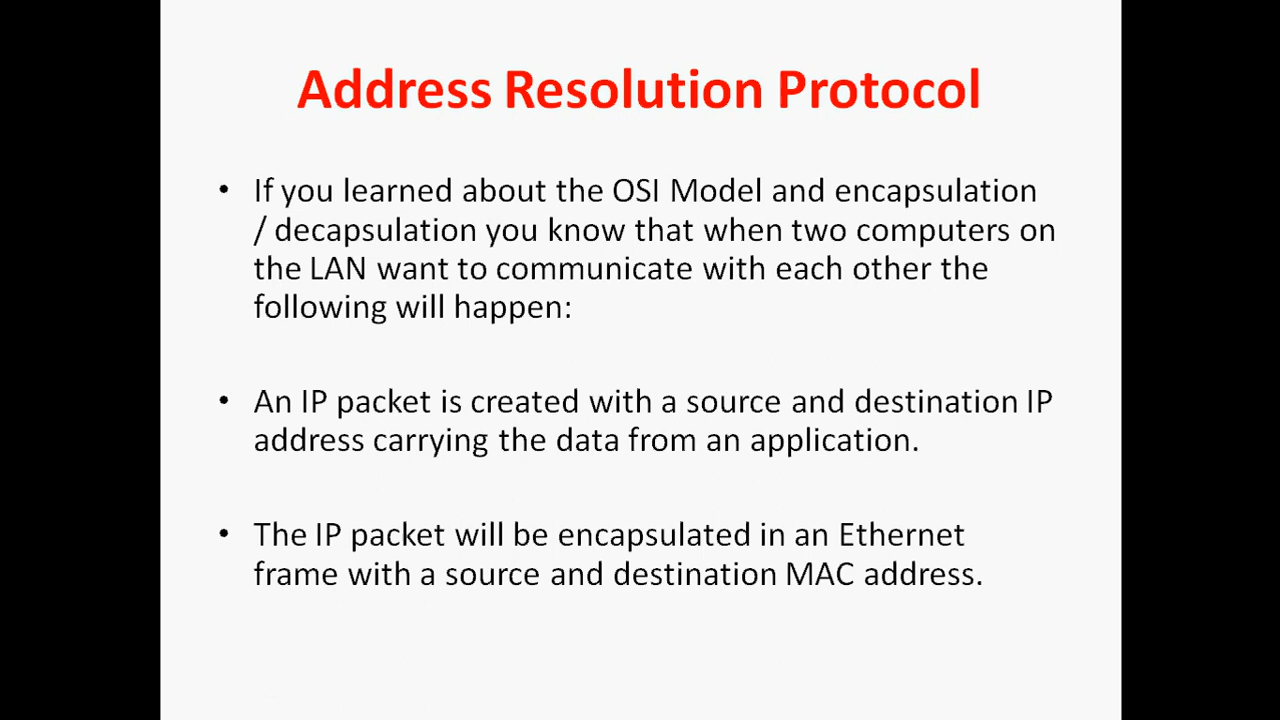 Address Resolution Protocol
• If you learned about the OSI Model and encapsulation
/ decapsulation you know that when two computers on
the LAN want to communicate with each other the
following will happen:
• An IP packet is created with a source and destination IP
address carrying the data from an application.
• The IP packet will be encapsulated in an Ethernet
frame with a source and destination MAC address.